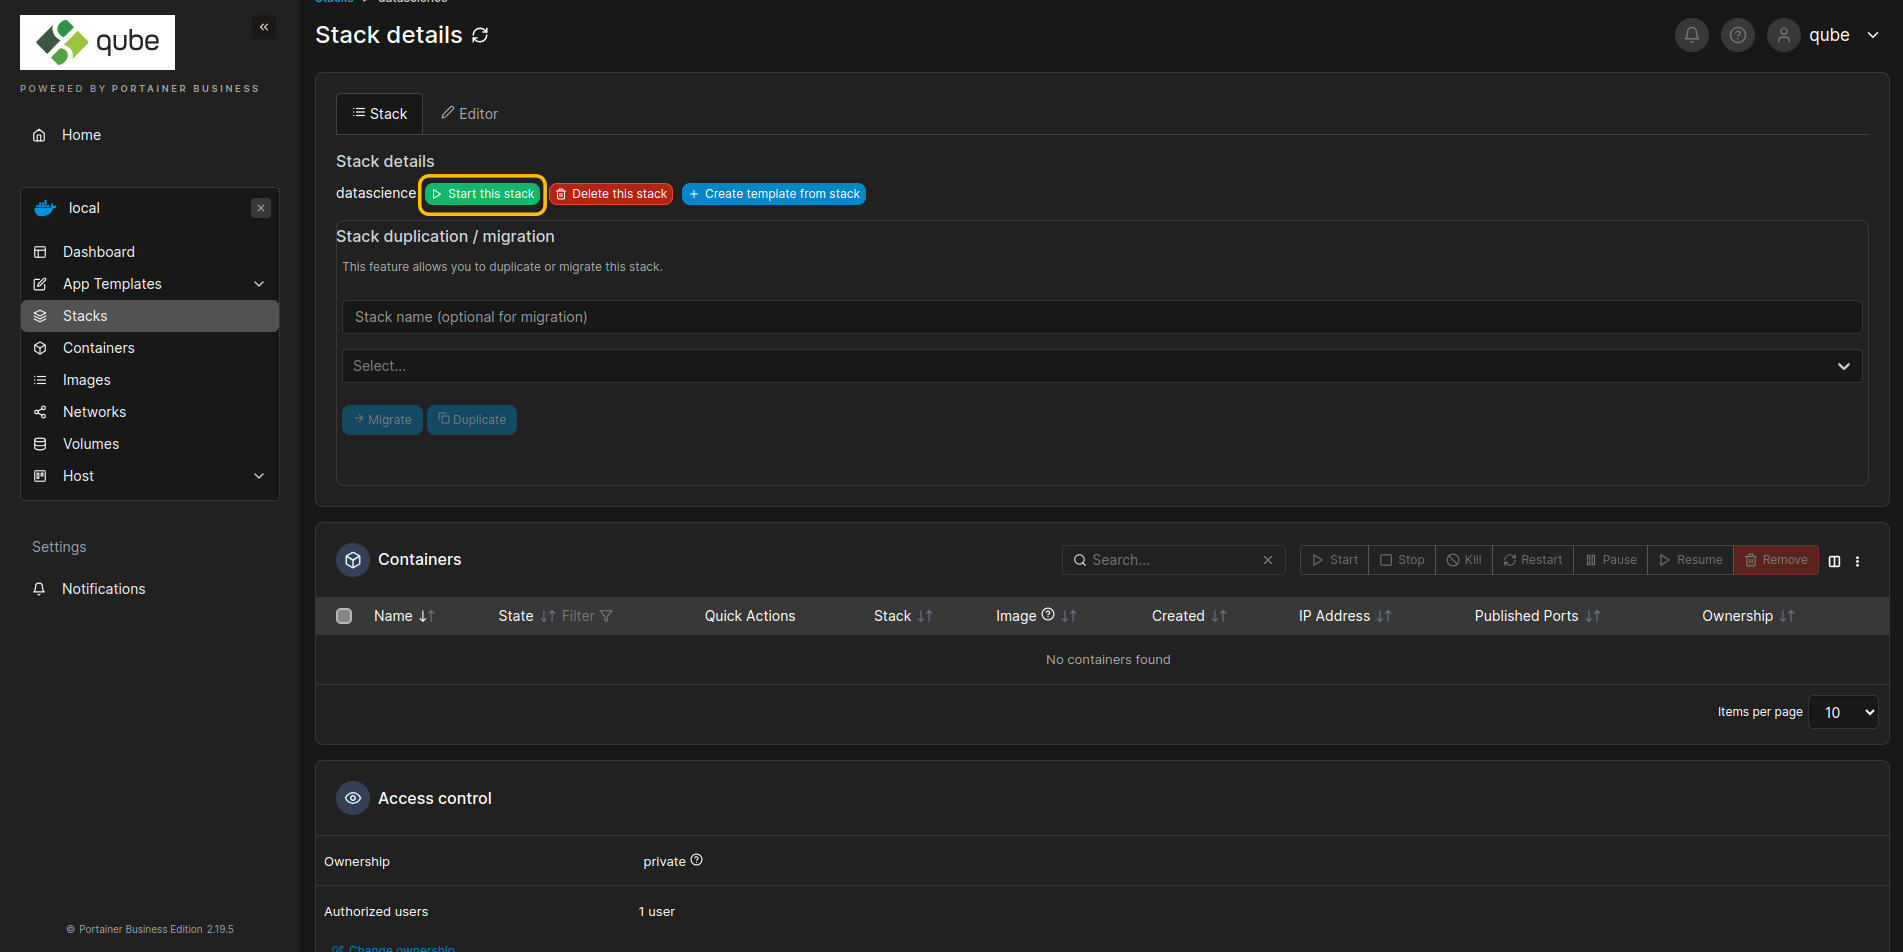 Stacks > datascience
qube
POWERED BY PORTAINER BUSINESS
Home
local
Dashboard
App Templates
Stacks
Containers
Images
Networks
Volumes
Host
Settings
Notifications
© Portainer Business Edition 2.19.5
Stack details
qube
Stack
Editor
Stack details
datascience Start this stack Delete this stack + Create template from stack
Stack duplication / migration
This feature allows you to duplicate or migrate this stack.
Stack name (optional for migration)
Select...
Migrate Duplicate
Containers
Search...
Start Stop Kill Restart Pause Resume Remove
Name State Filter Quick Actions Stack Image Created IP Address Published Ports Ownership
No containers found
Items per page 10
Access control
Ownership private
Authorized users 1 user
Change ownership